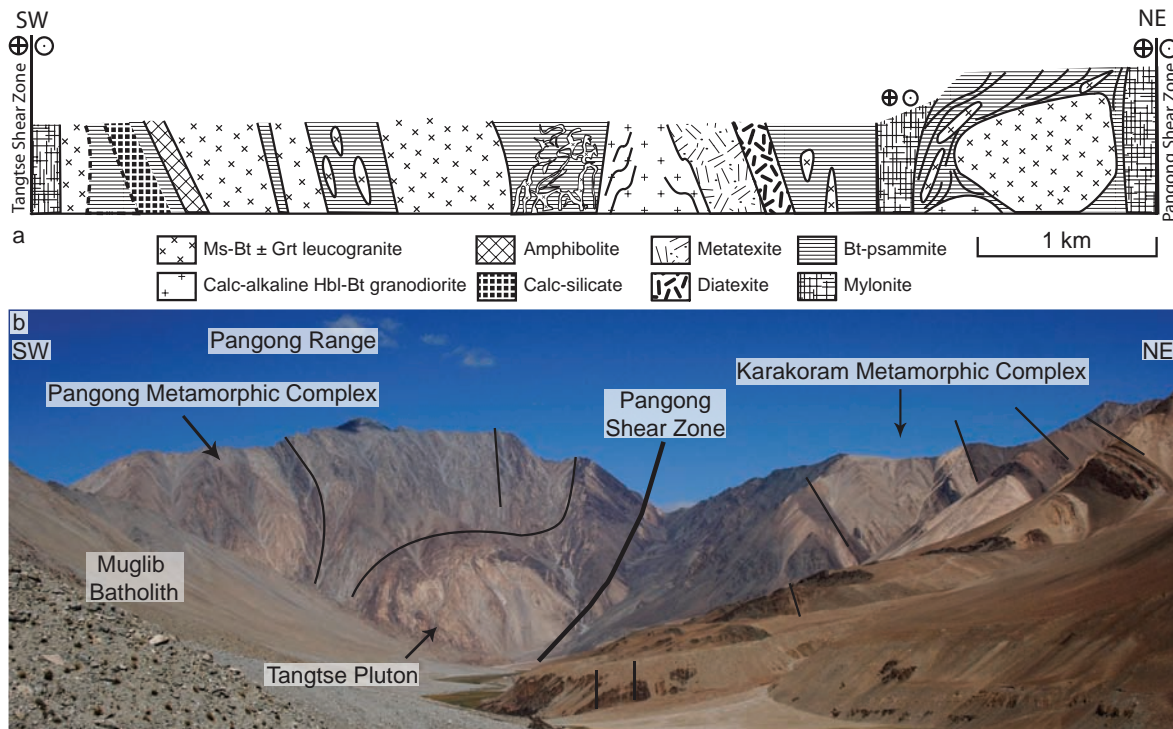 SW
NE
Tangtse Shear Zone
Pangong Shear Zone
a
Ms-Bt ± Grt leucogranite
Amphibolite
Metatexite
Bt-psammite
1 km
Calc-alkaline Hbl-Bt granodiorite
Calc-silicate
Diatexite
Mylonite
b
SW
NE
Pangong Range
Pangong Metamorphic Complex
Karakoram Metamorphic Complex
Pangong
Shear Zone
Muglib
Batholith
Tangtse Pluton